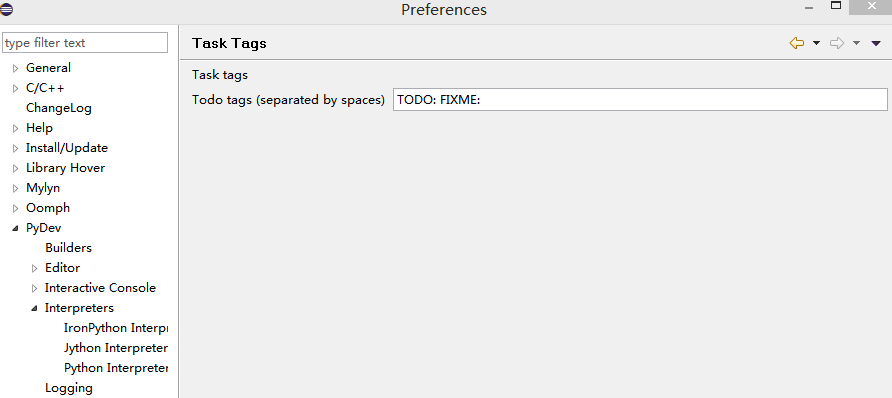 Preferences
type filter text
General
C/C++
ChangeLog
Help
Install/Update
Library Hover
Mylyn
Oomph
PyDev
Builders
Editor
Interactive Console
Interpreters
IronPython Interpr
Jython Interpreter
Python Interpreter
Logging
Task Tags
Task tags
Todo tags (separated by spaces) TODO: FIXME: